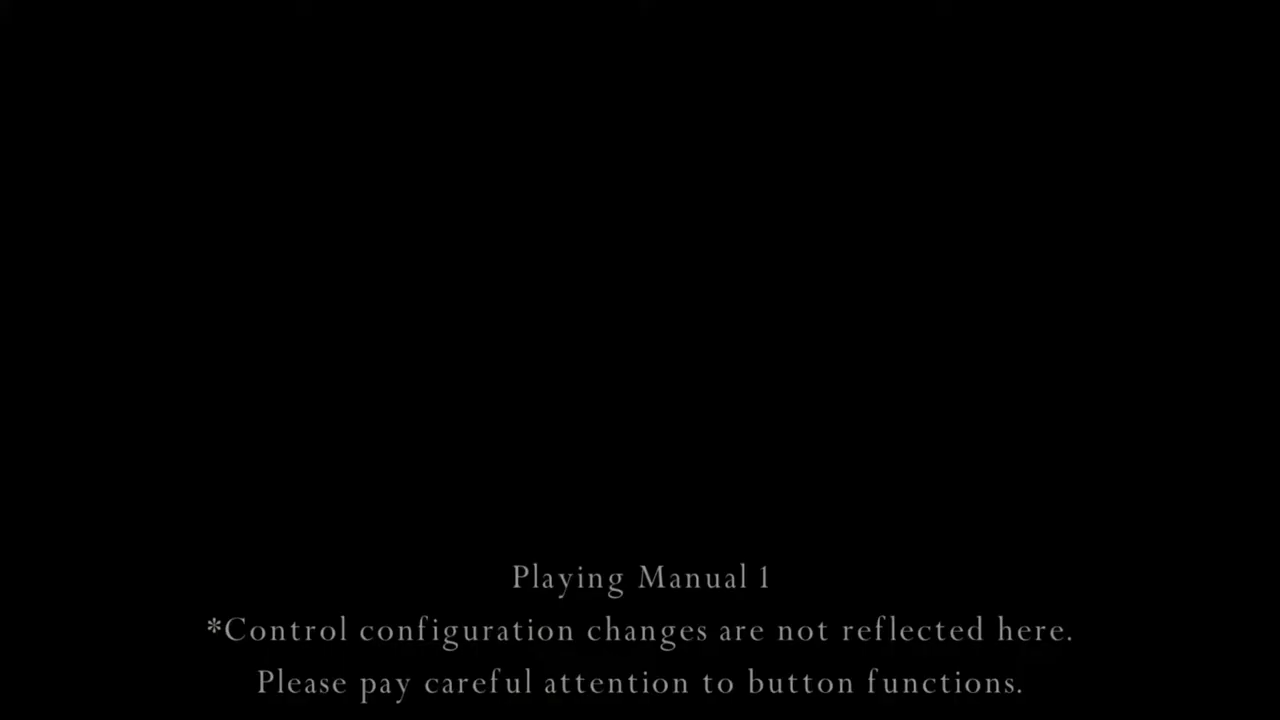 Playing Manual 1
*Control configuration changes are not reflected here.
Please pay careful attention to button functions.